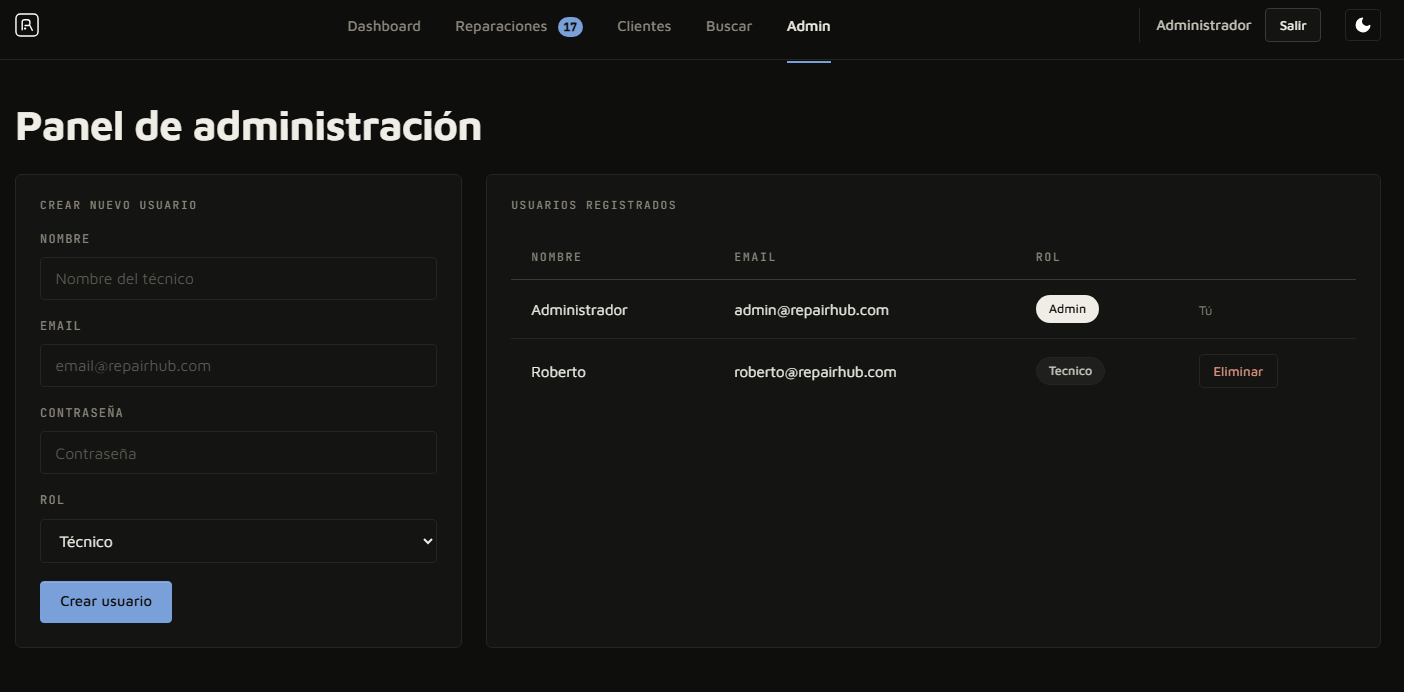 Dashboard Reparaciones 17 Clientes Buscar Admin Administrador Salir
Panel de administración
CREAR NUEVO USUARIO
NOMBRE
Nombre del técnico
EMAIL
email@repairhub.com
CONTRASEÑA
Contraseña
ROL
Técnico
Crear usuario
USUARIOS REGISTRADOS
NOMBRE EMAIL ROL
Administrador admin@repairhub.com Admin Tú
Roberto roberto@repairhub.com Tecnico Eliminar